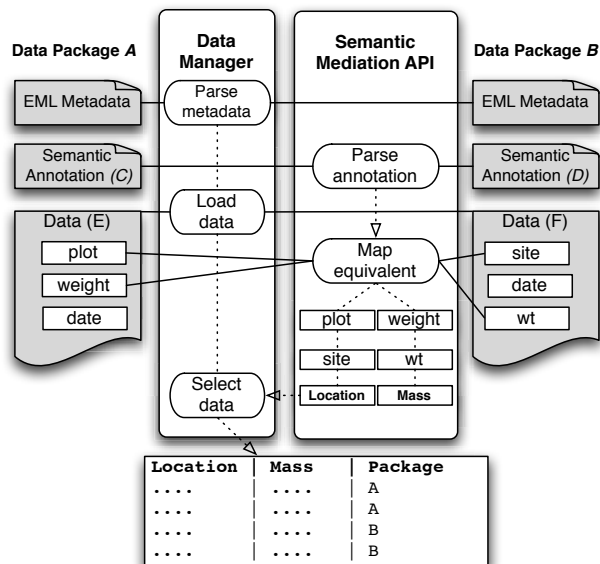 Data Package A
Data
Manager
Semantic
Mediation API
Data Package B
EML Metadata
Parse
metadata
EML Metadata
Semantic
Annotation (C)
Parse
annotation
Semantic
Annotation (D)
Load
data
Data (E)
plot
weight
date
Map
equivalent
Data (F)
site
date
wt
plot
weight
site
wt
Location
Mass
Select
data
Location | Mass | Package
.... | .... | A
.... | .... | A
.... | .... | B
.... | .... | B